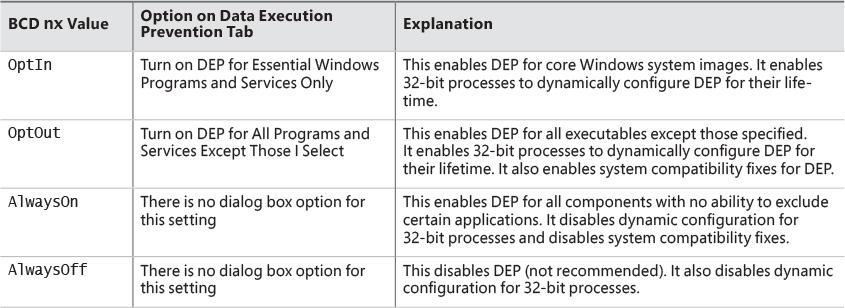 BCD nx Value
Option on Data Execution
Prevention Tab
Explanation
OptIn
Turn on DEP for Essential Windows
Programs and Services Only
This enables DEP for core Windows system images. It enables
32-bit processes to dynamically configure DEP for their life-
time.
OptOut
Turn on DEP for All Programs and
Services Except Those I Select
This enables DEP for all executables except those specified.
It enables 32-bit processes to dynamically configure DEP for
their lifetime. It also enables system compatibility fixes for DEP.
AlwaysOn
There is no dialog box option for
this setting
This enables DEP for all components with no ability to exclude
certain applications. It disables dynamic configuration for
32-bit processes and disables system compatibility fixes.
AlwaysOff
There is no dialog box option for
this setting
This disables DEP (not recommended). It also disables dynamic
configuration for 32-bit processes.